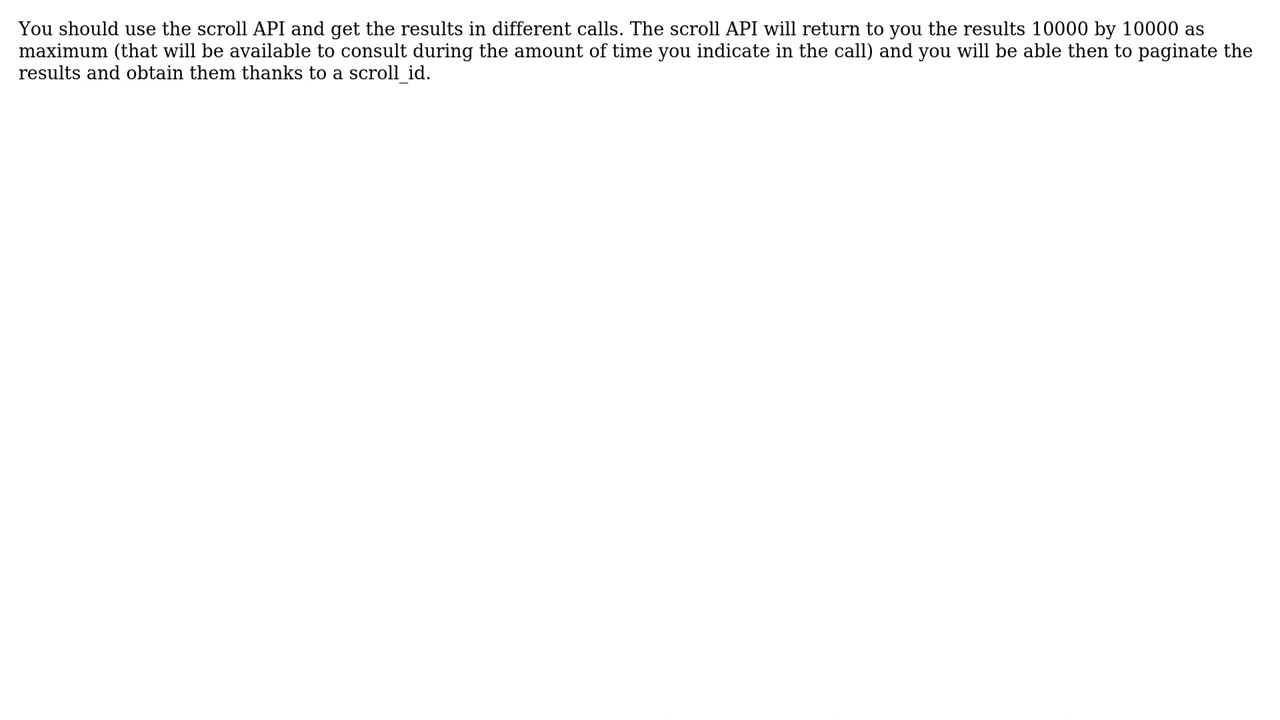 You should use the scroll API and get the results in different calls. The scroll API will return to you the results 10000 by 10000 as
maximum (that will be available to consult during the amount of time you indicate in the call) and you will be able then to paginate the
results and obtain them thanks to a scroll_id.